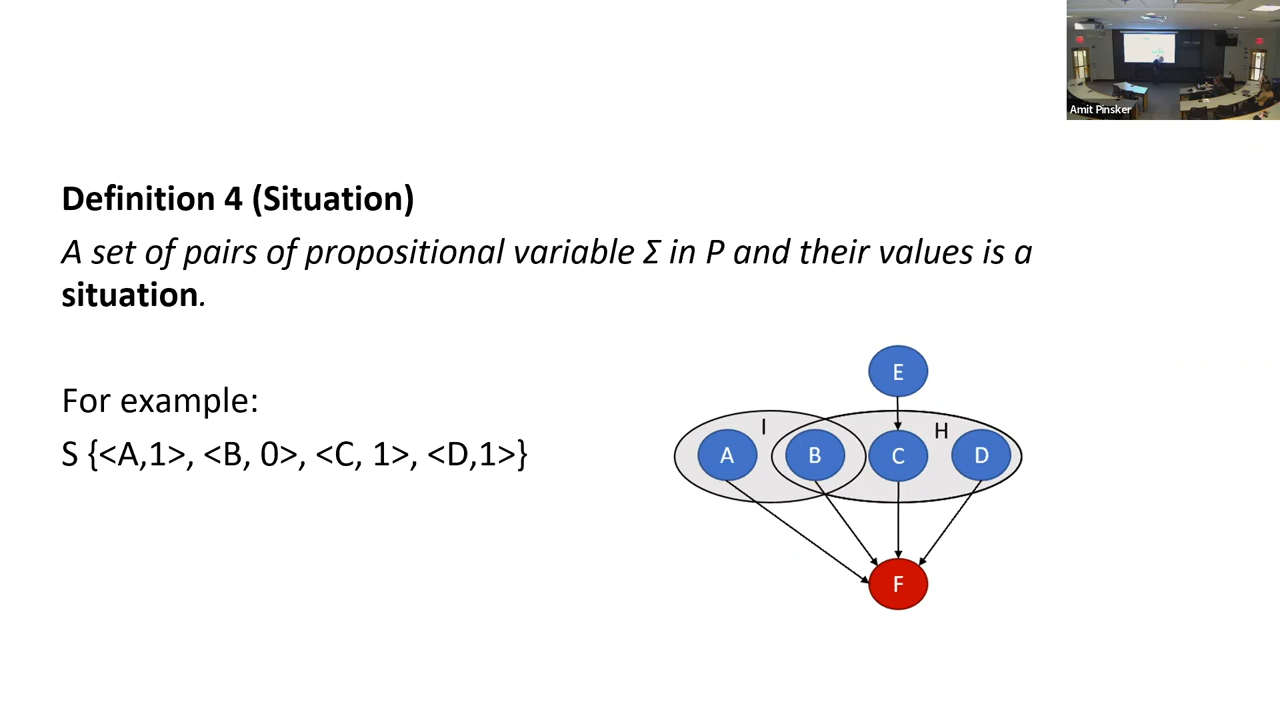 Amit Pinsker
Definition 4 (Situation)
A set of pairs of propositional variable Σ in P and their values is a
situation.
For example:
S {<A,1>, <B, 0>, <C, 1>, <D,1>}
E
I
H
A
B
C
D
F